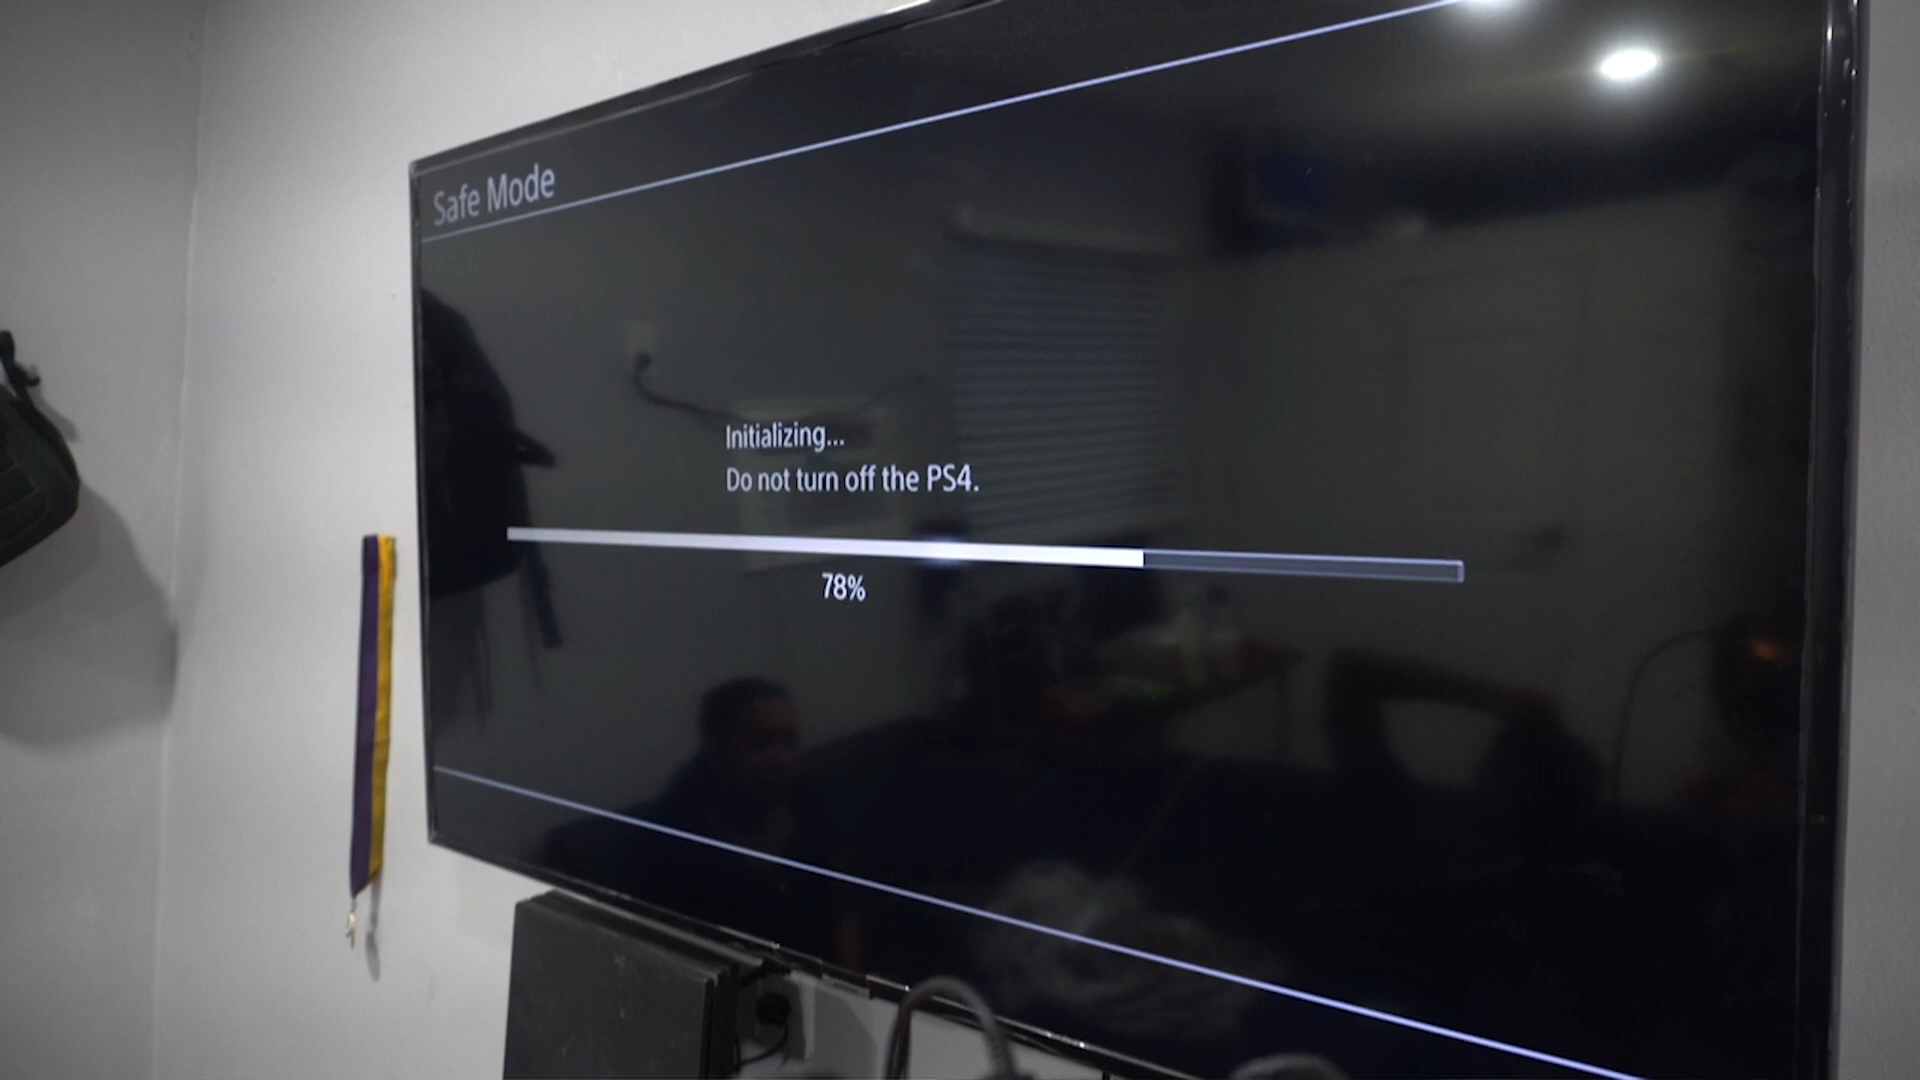 Safe Mode
Initializing...
Do not turn off the PS4.
78%